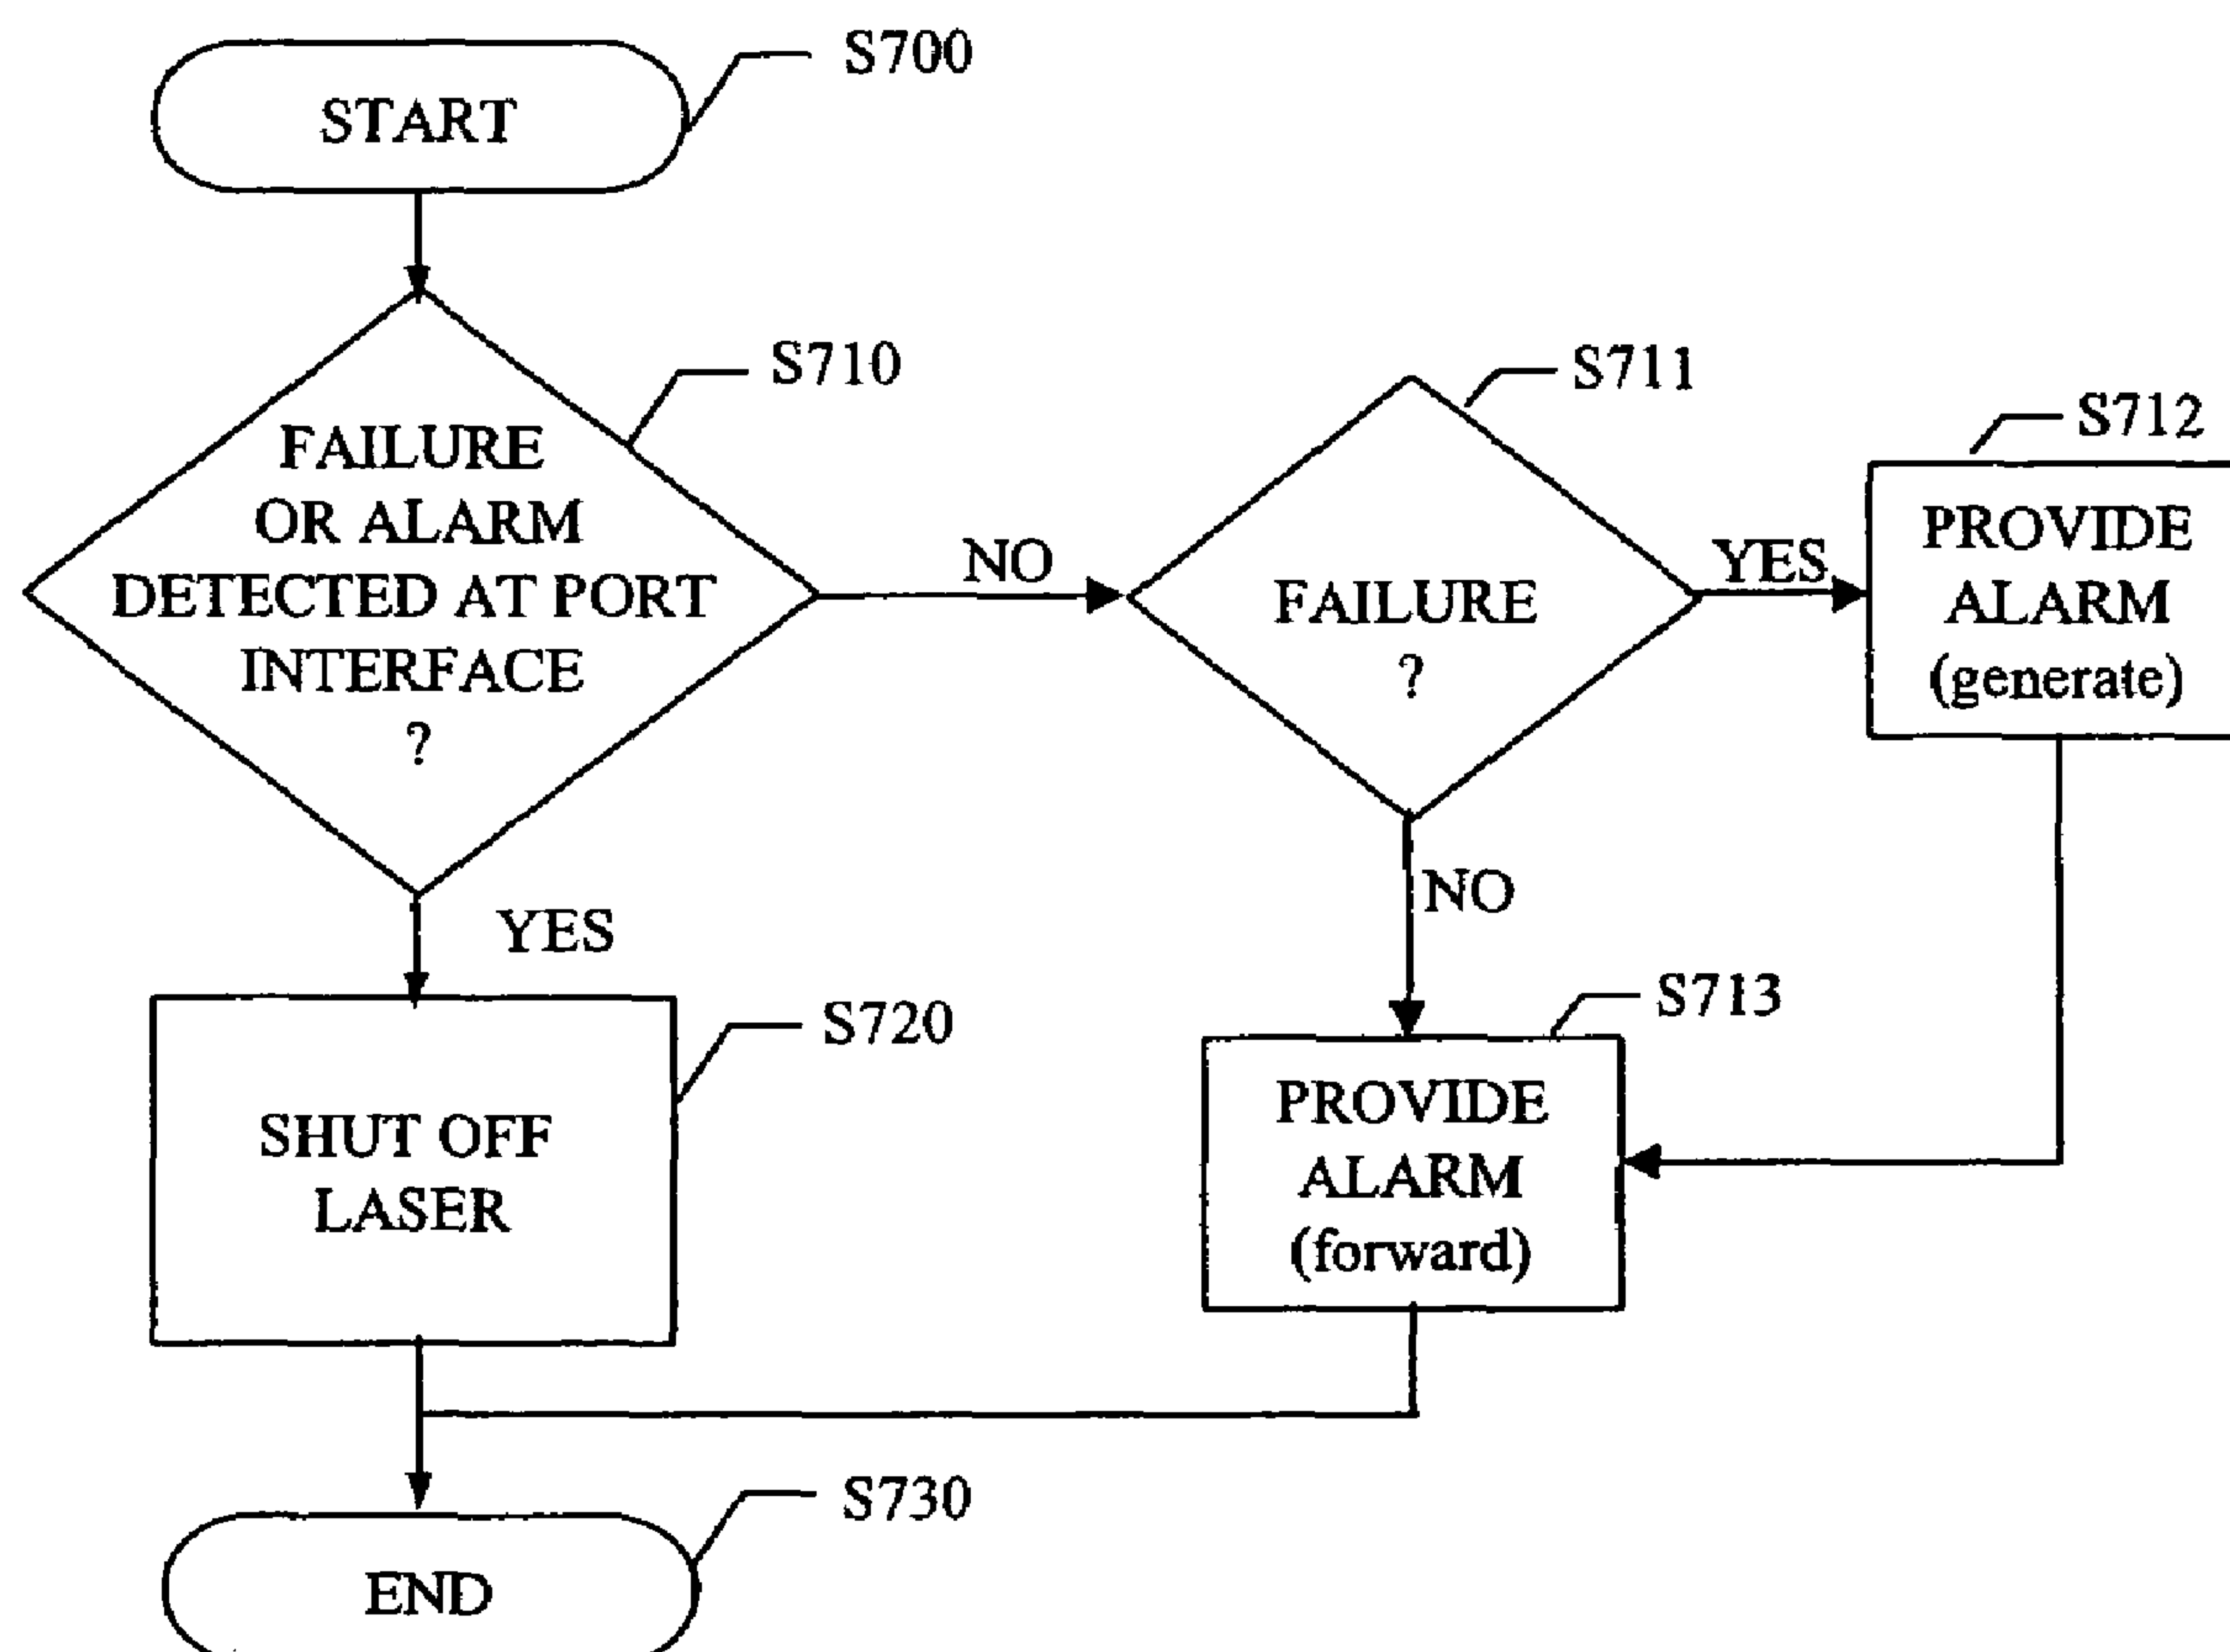 START
S700
FAILURE
OR ALARM
DETECTED AT PORT
INTERFACE
?
S710
NO
FAILURE
?
S711
YES
PROVIDE
ALARM
(generate)
S712
YES
NO
SHUT OFF
LASER
S720
PROVIDE
ALARM
(forward)
S713
END
S730